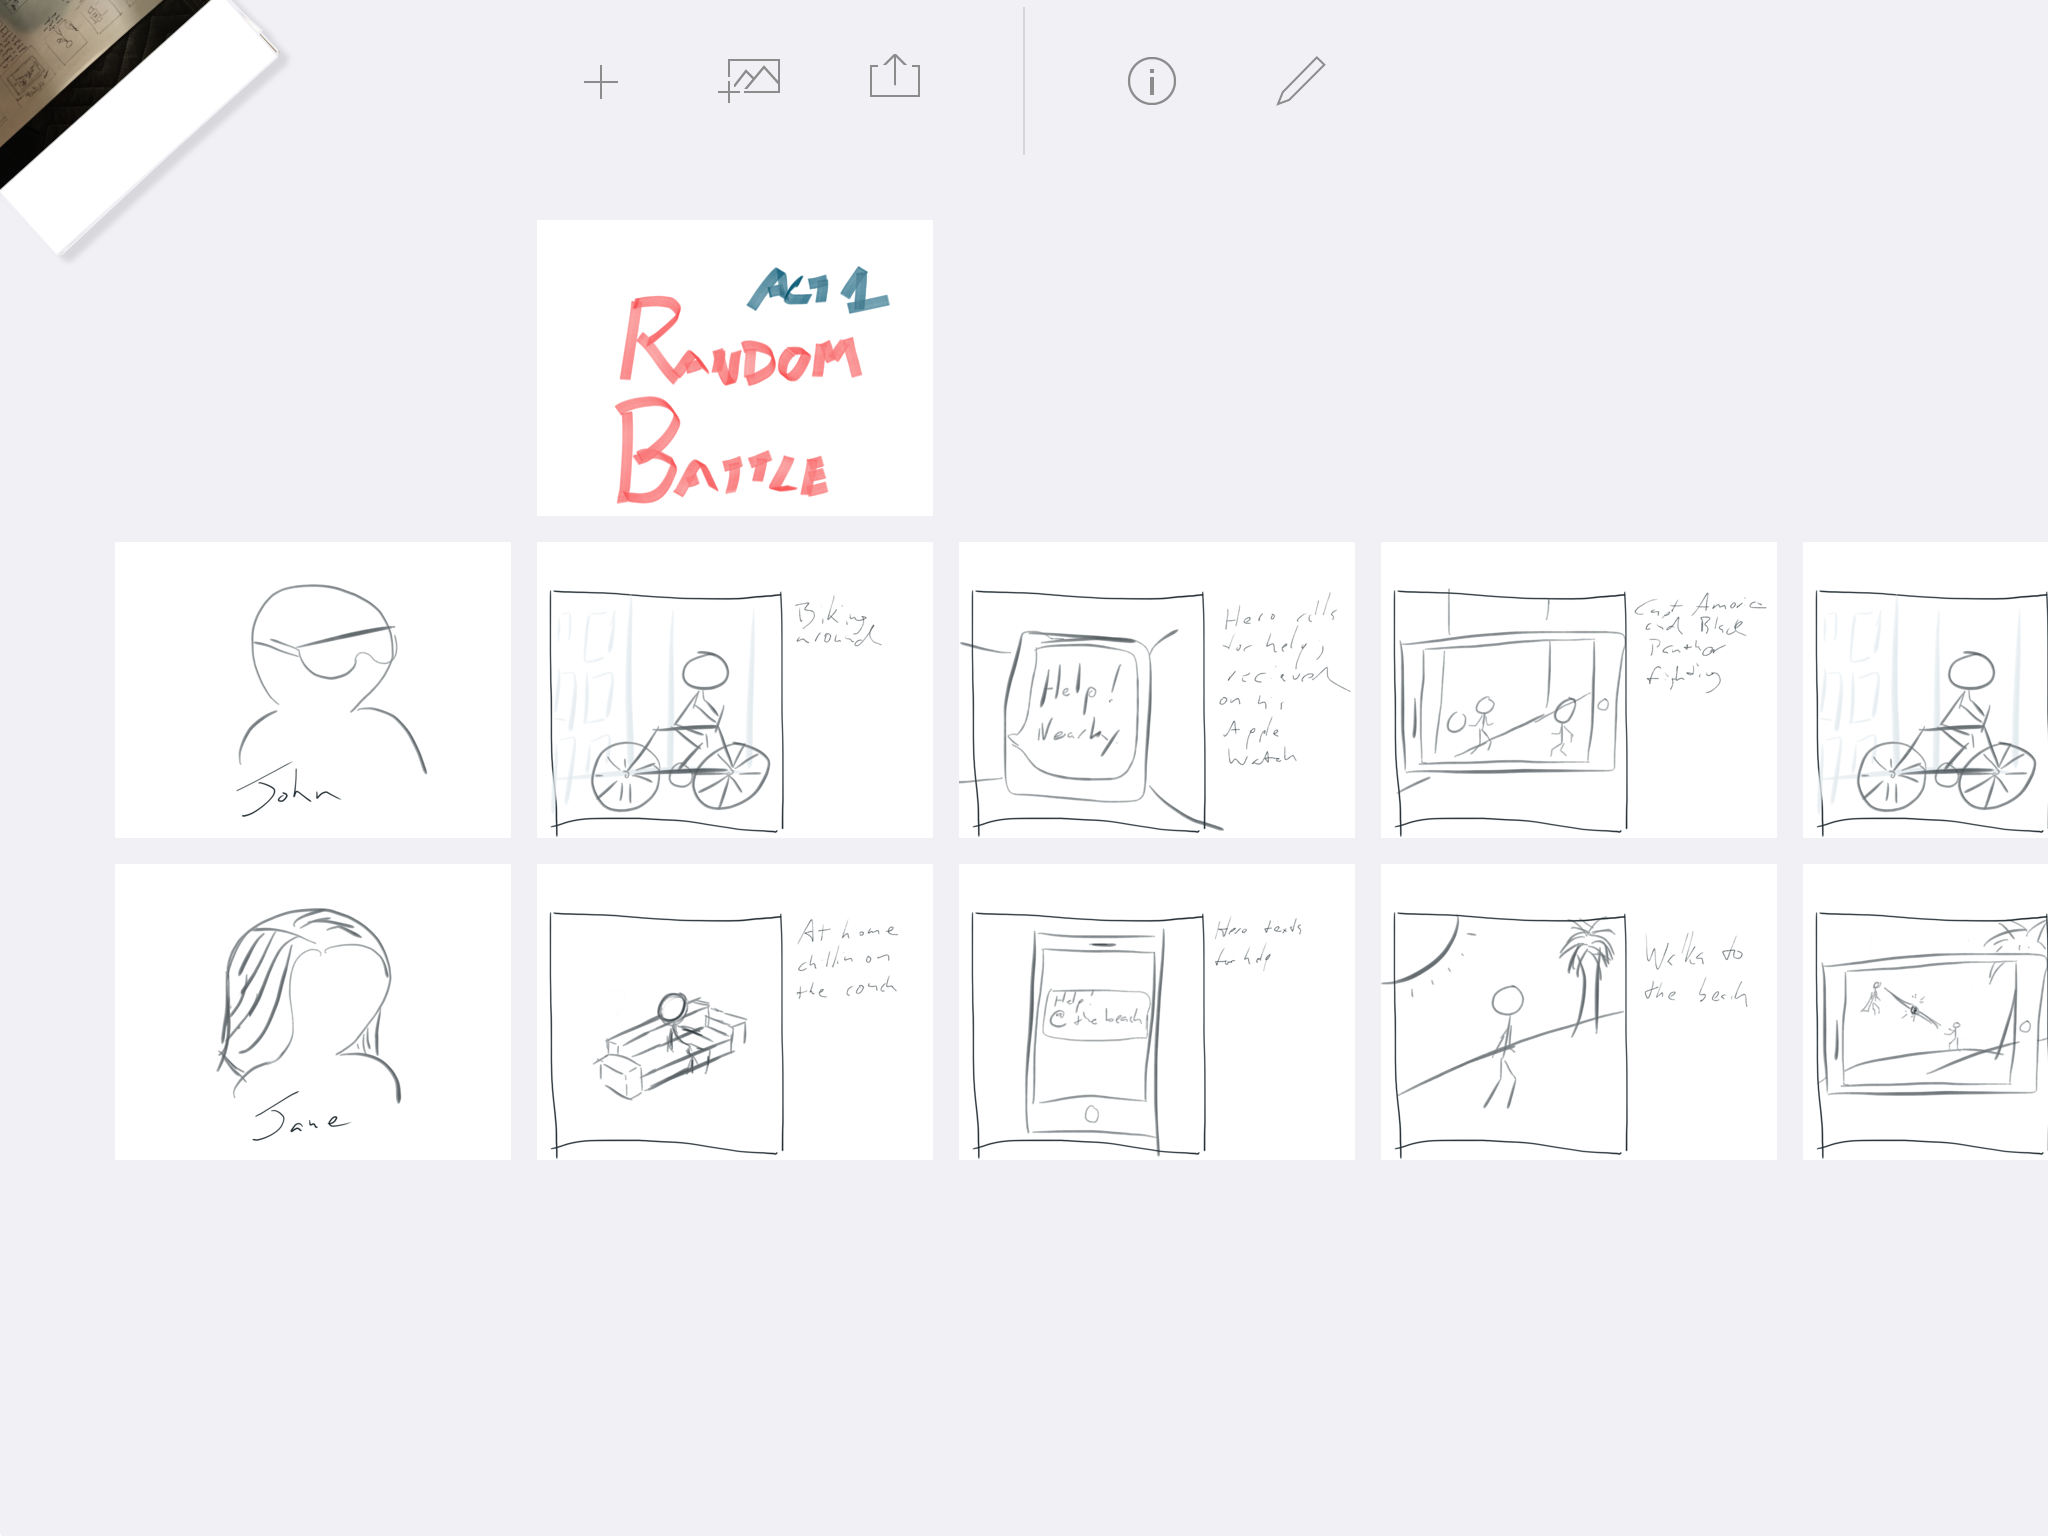 ACT 1
RANDOM
BATTLE
John
Biking
around
Help!
Nearby
Hero calls
for help,
recieved
on his
Apple
Watch
Capt America
and Black
Panther
fighting
Jane
At home
chillin on
the couch
Help!
@ the beach
Hero texts
for help
Walks to
the beach